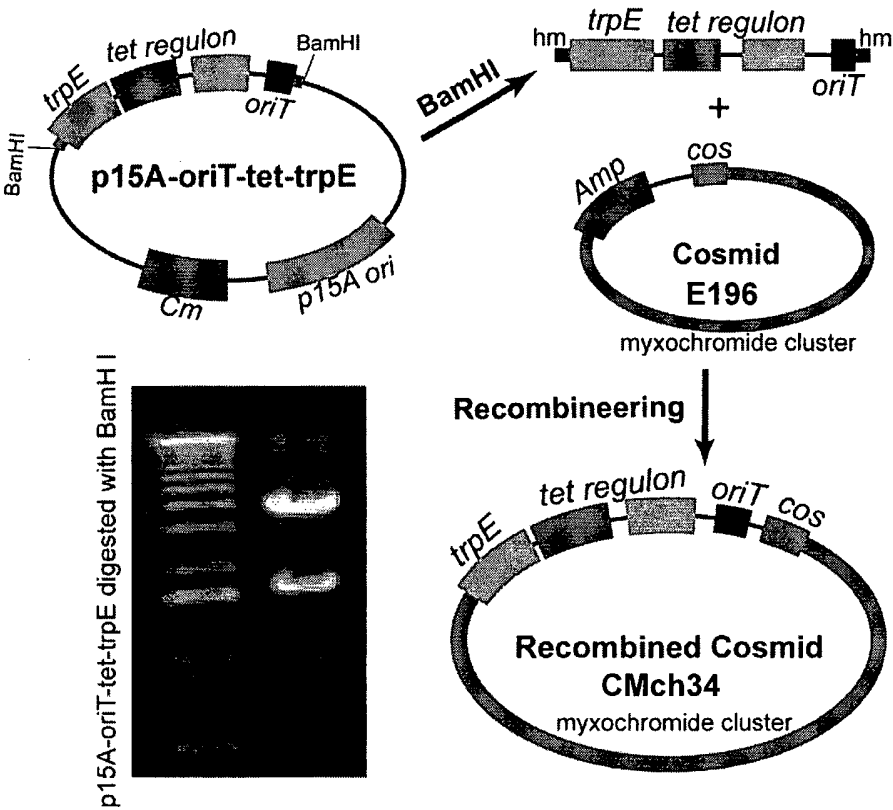 trpE tet regulon
BamHI
oriT
BamHI
p15A-oriT-tet-trpE
Cm
p15A ori
BamHI
trpE tet regulon
hm
hm
oriT
+
Amp
cos
Cosmid
E196
myxochromide cluster
Recombineering
trpE
tet regulon
oriT
cos
Recombined Cosmid
CMch34
myxochromide cluster
p15A-oriT-tet-trpE digested with BamH I